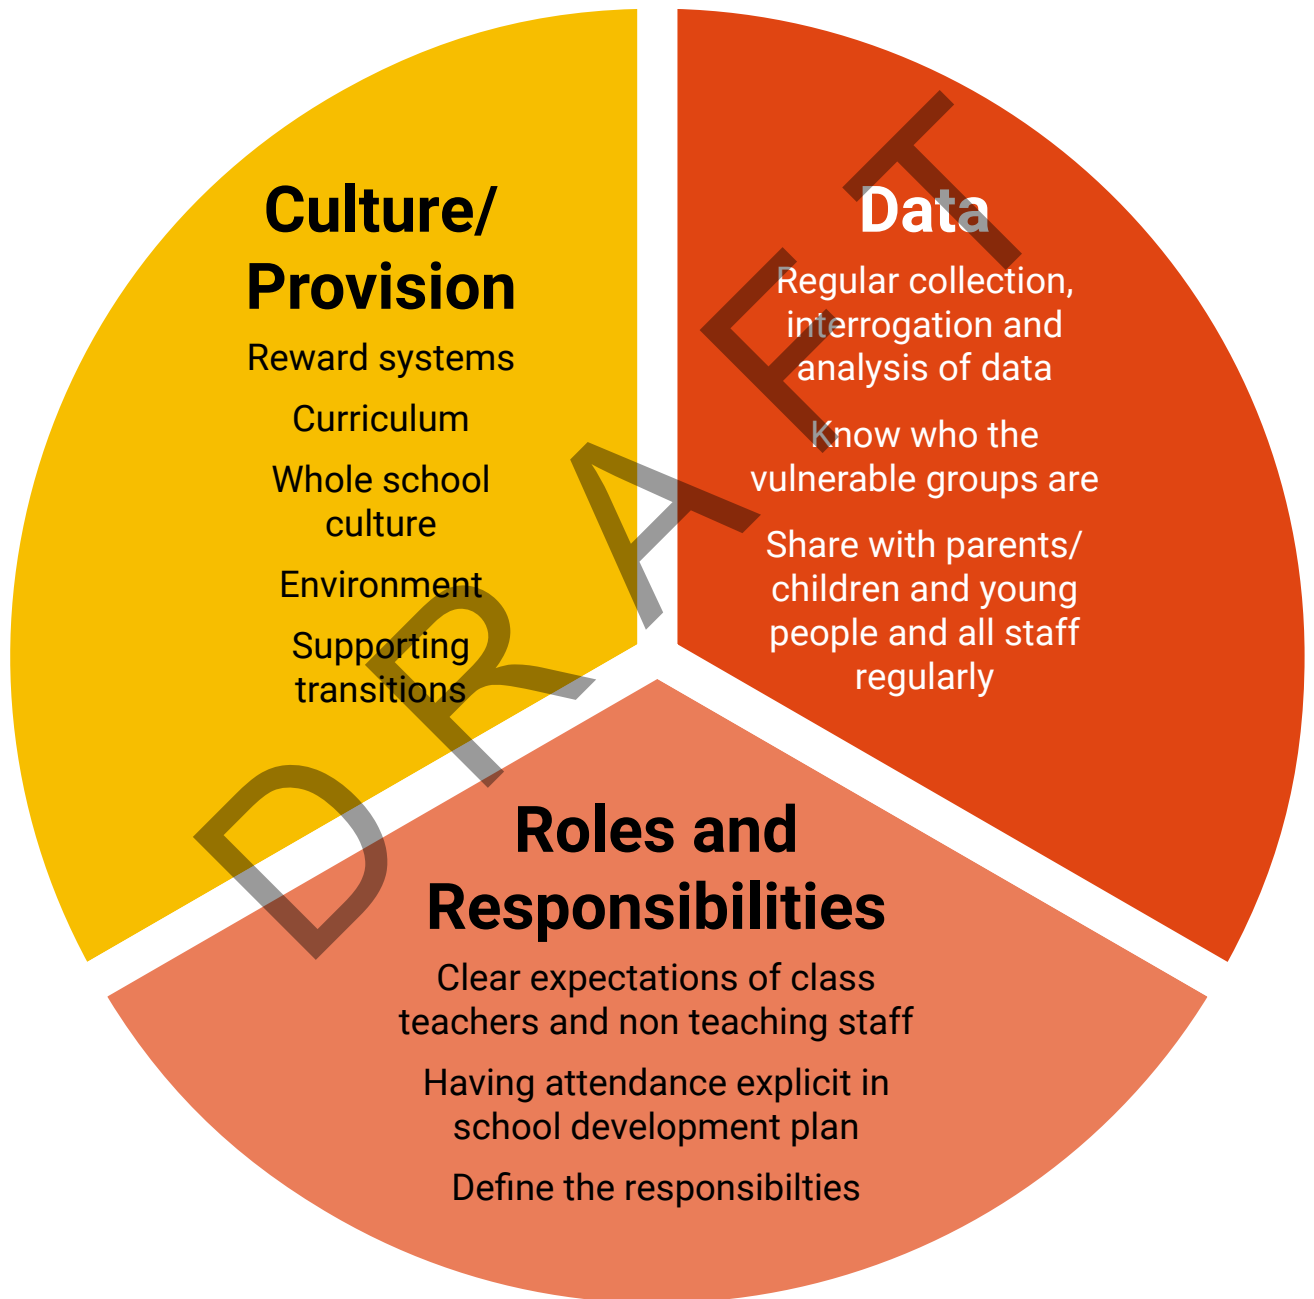 Culture/
Provision
Reward systems
Curriculum
Whole school
culture
Environment
Supporting
transitions
Data
Regular collection,
interrogation and
analysis of data
Know who the
vulnerable groups are
Share with parents/
children and young
people and all staff
regularly
Roles and
Responsibilities
Clear expectations of class
teachers and non teaching staff
Having attendance explicit in
school development plan
Define the responsibilties
DRAFT